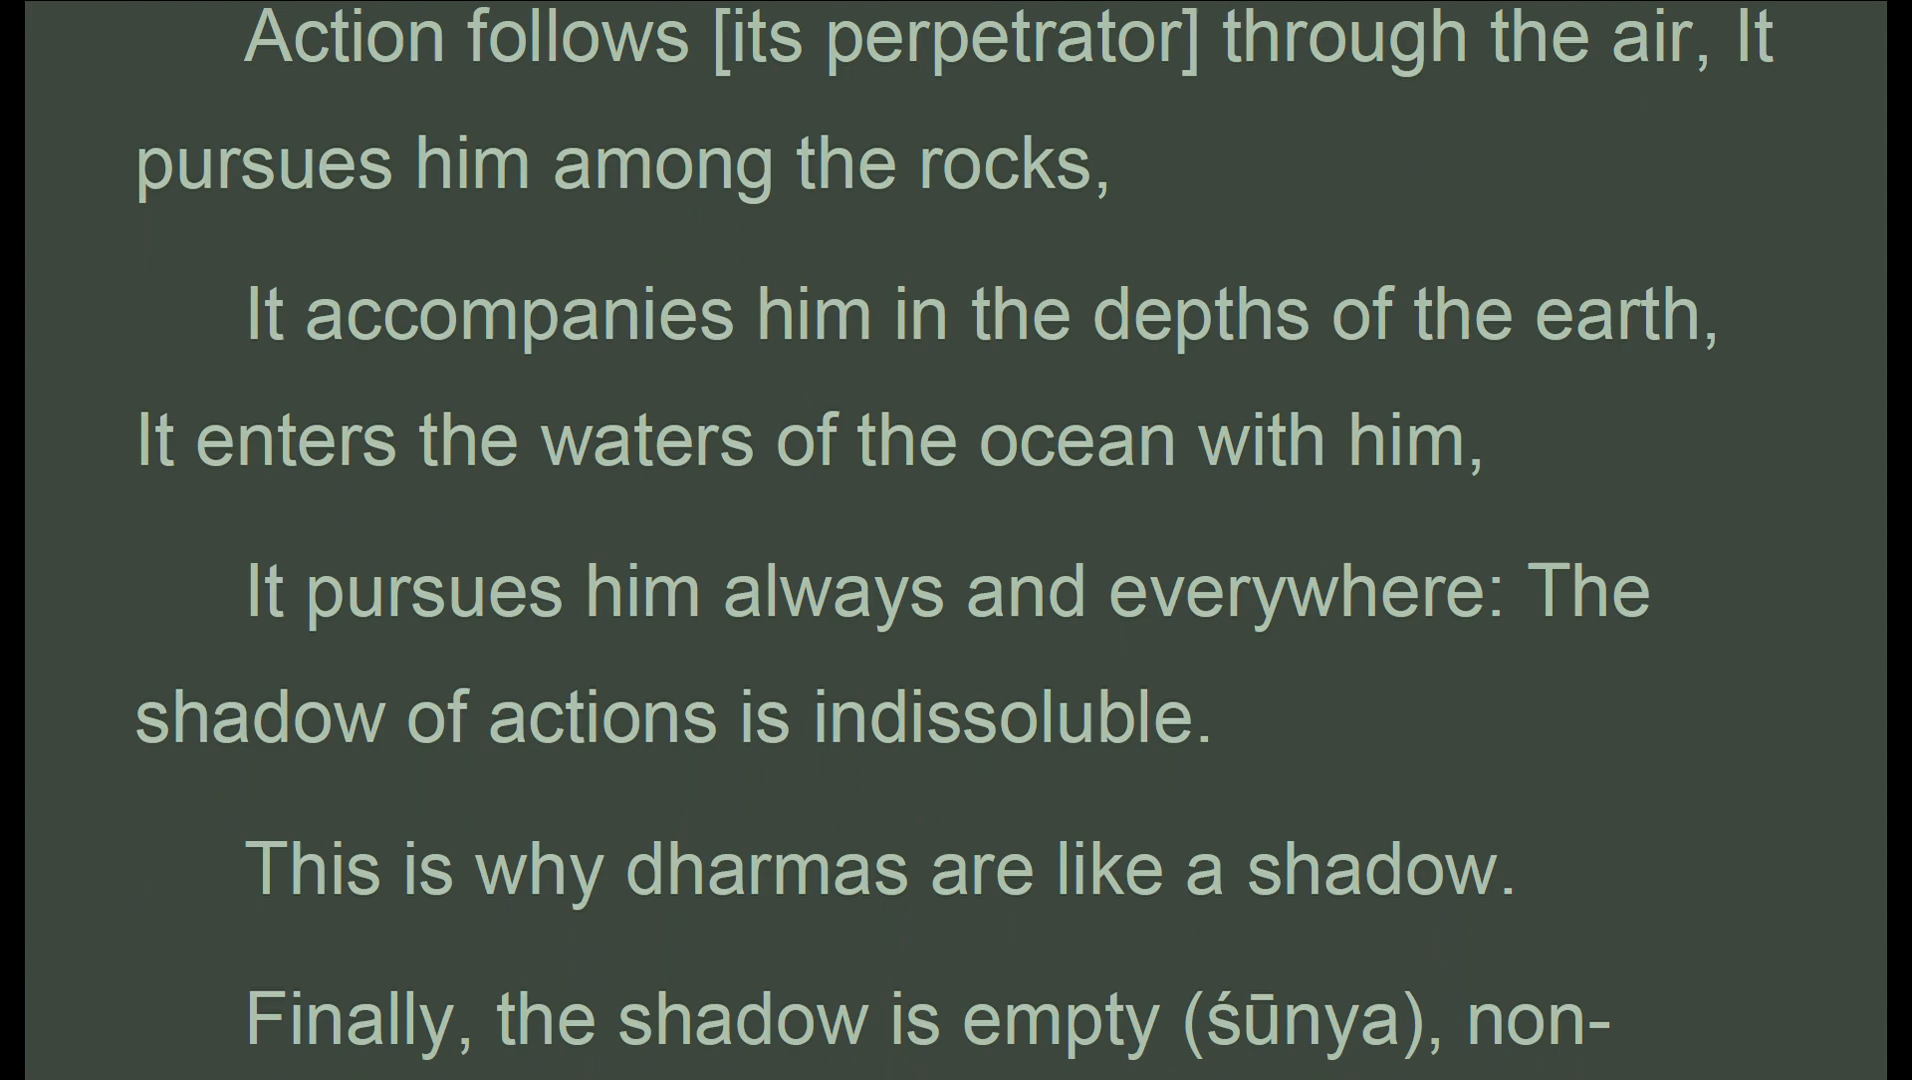 Action follows [its perpetrator] through the air, It
pursues him among the rocks,
It accompanies him in the depths of the earth,
It enters the waters of the ocean with him,
It pursues him always and everywhere: The
shadow of actions is indissoluble.
This is why dharmas are like a shadow.
Finally, the shadow is empty (śūnya), non-